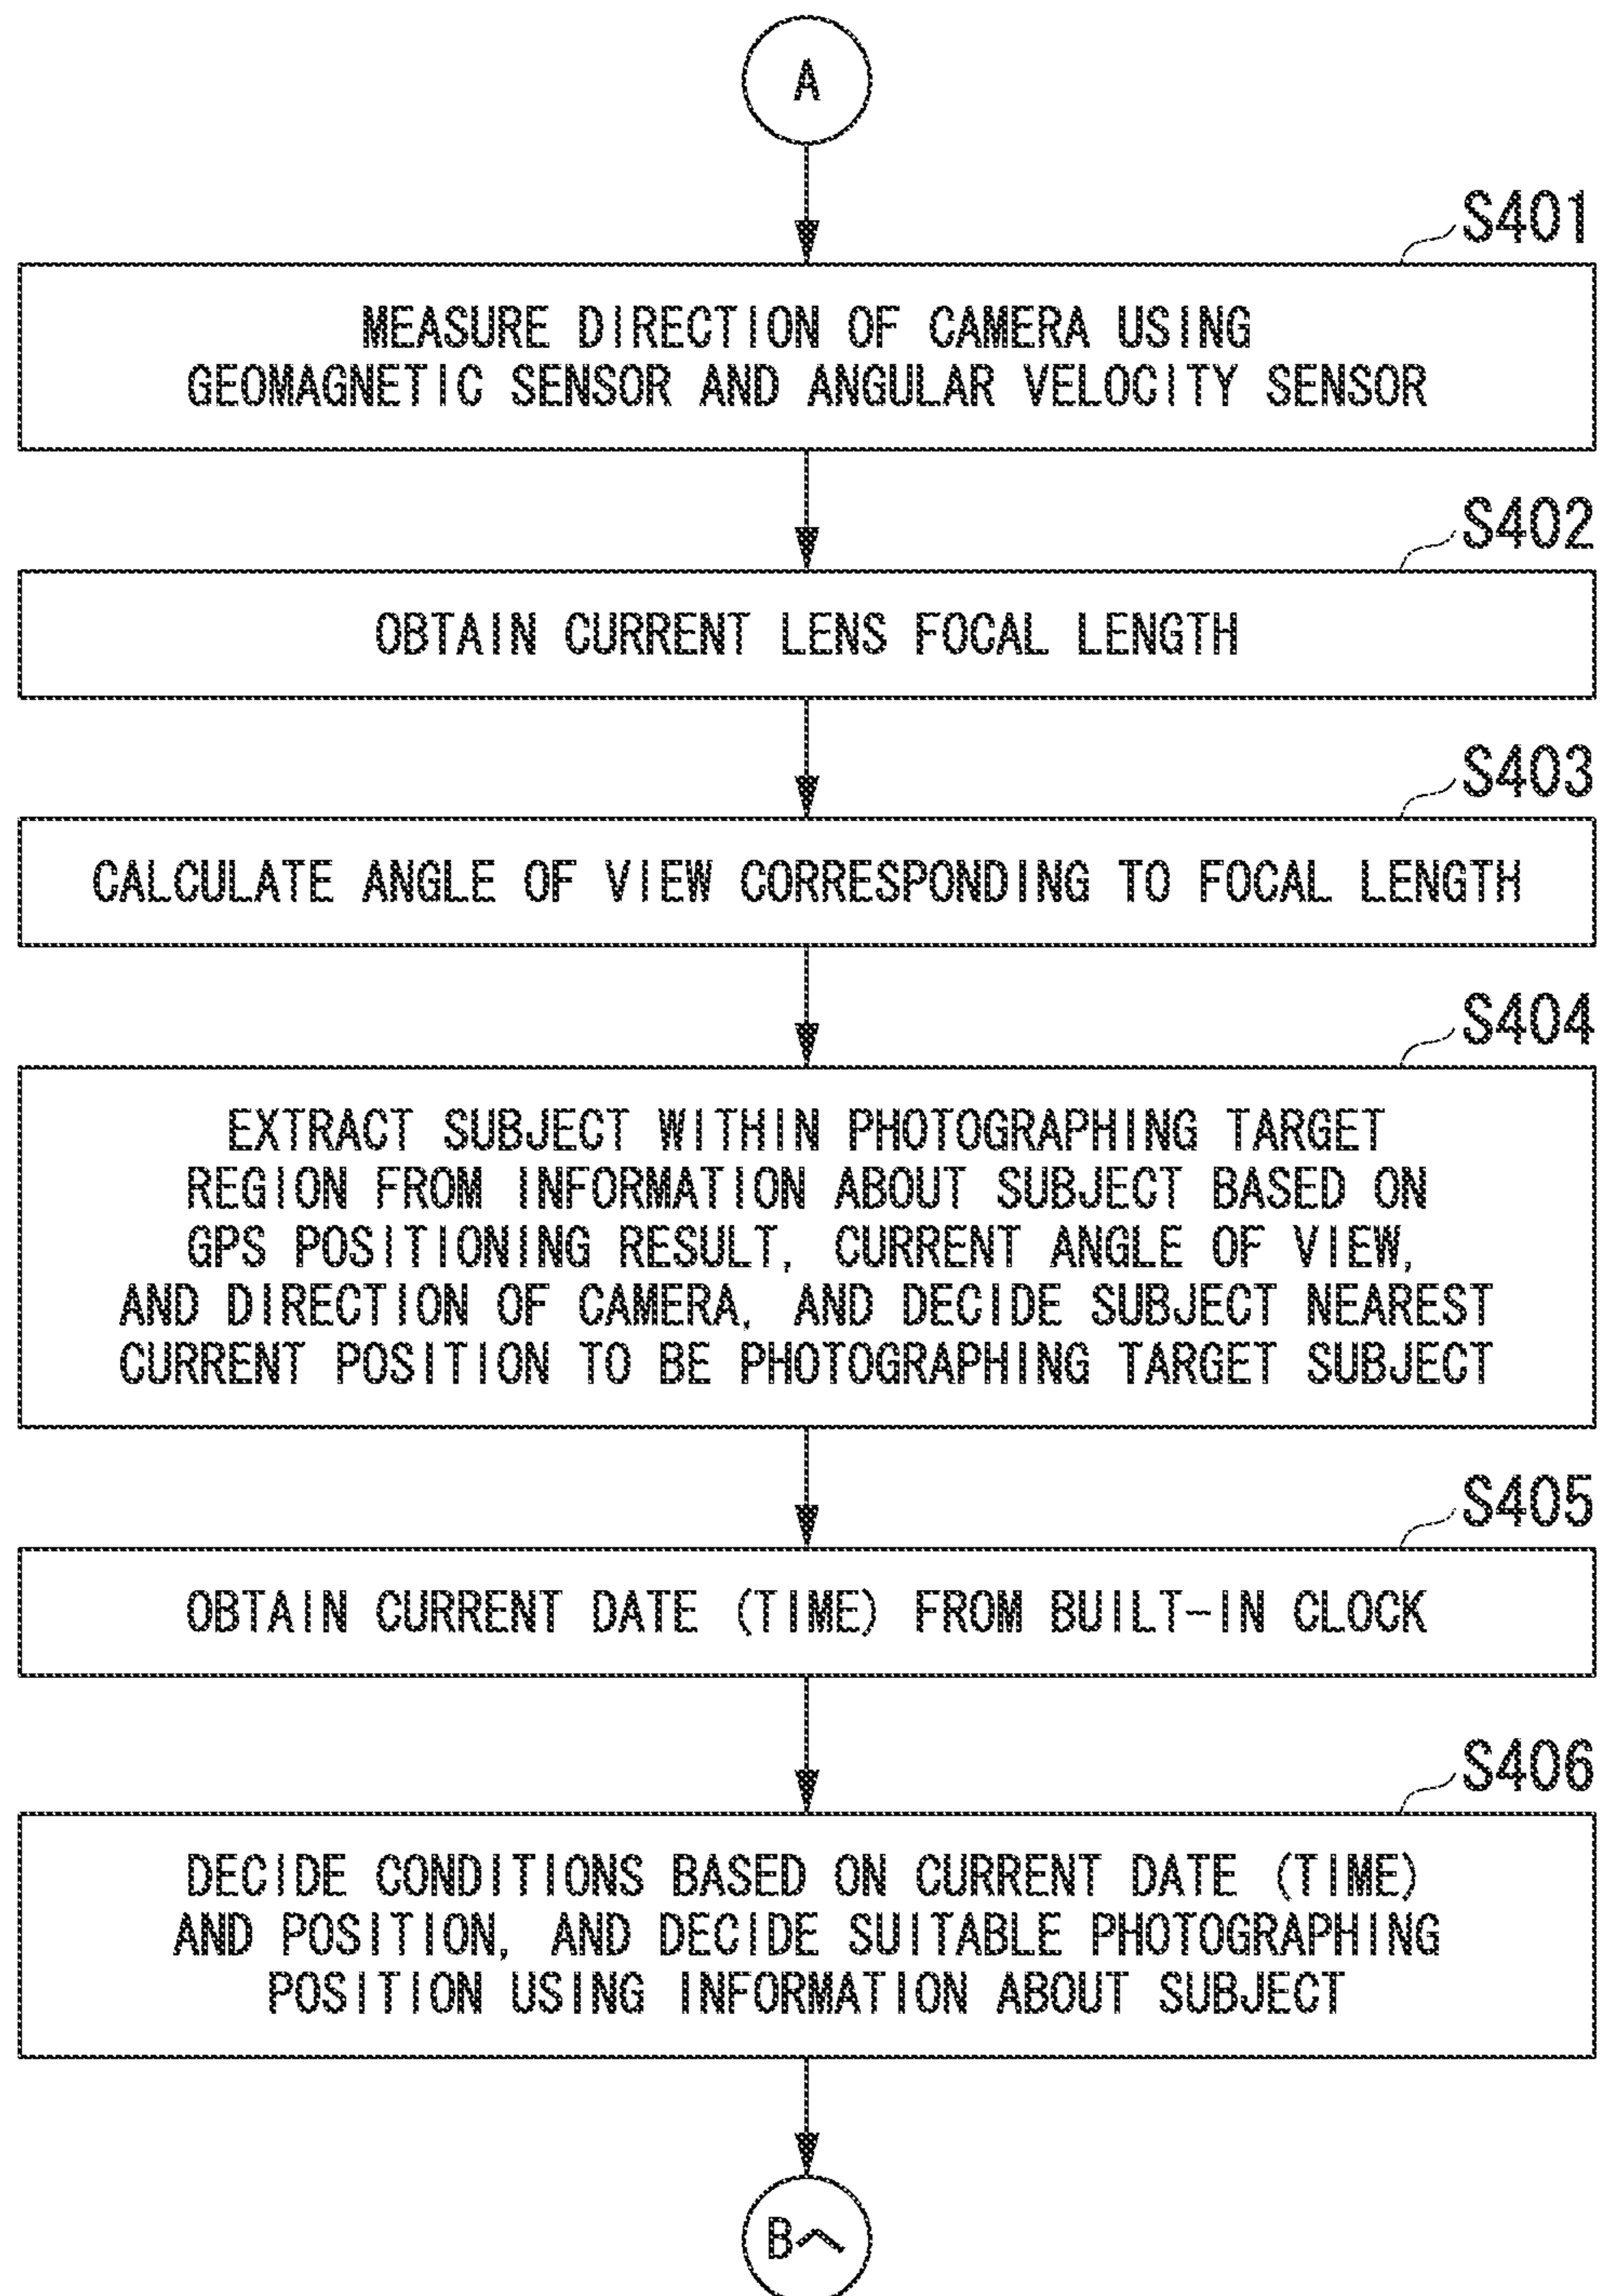 A
S401
MEASURE DIRECTION OF CAMERA USING
GEOMAGNETIC SENSOR AND ANGULAR VELOCITY SENSOR
S402
OBTAIN CURRENT LENS FOCAL LENGTH
S403
CALCULATE ANGLE OF VIEW CORRESPONDING TO FOCAL LENGTH
S404
EXTRACT SUBJECT WITHIN PHOTOGRAPHING TARGET
REGION FROM INFORMATION ABOUT SUBJECT BASED ON
GPS POSITIONING RESULT, CURRENT ANGLE OF VIEW,
AND DIRECTION OF CAMERA, AND DECIDE SUBJECT NEAREST
CURRENT POSITION TO BE PHOTOGRAPHING TARGET SUBJECT
S405
OBTAIN CURRENT DATE (TIME) FROM BUILT-IN CLOCK
S406
DECIDE CONDITIONS BASED ON CURRENT DATE (TIME)
AND POSITION, AND DECIDE SUITABLE PHOTOGRAPHING
POSITION USING INFORMATION ABOUT SUBJECT
Bへ